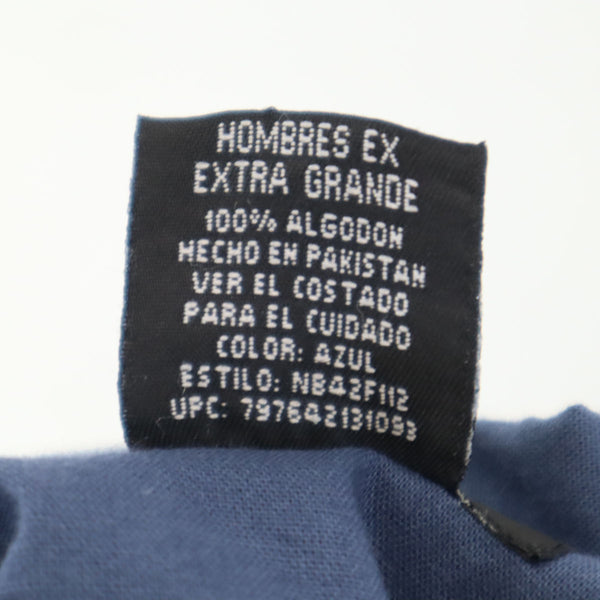 HOMBRES EX
EXTRA GRANDE
100% ALGODON
HECHO EN PAKISTAN
VER EL COSTADO
PARA EL CUIDADO
COLOR: AZUL
ESTILO: NB42F112
UPC: 797642131093